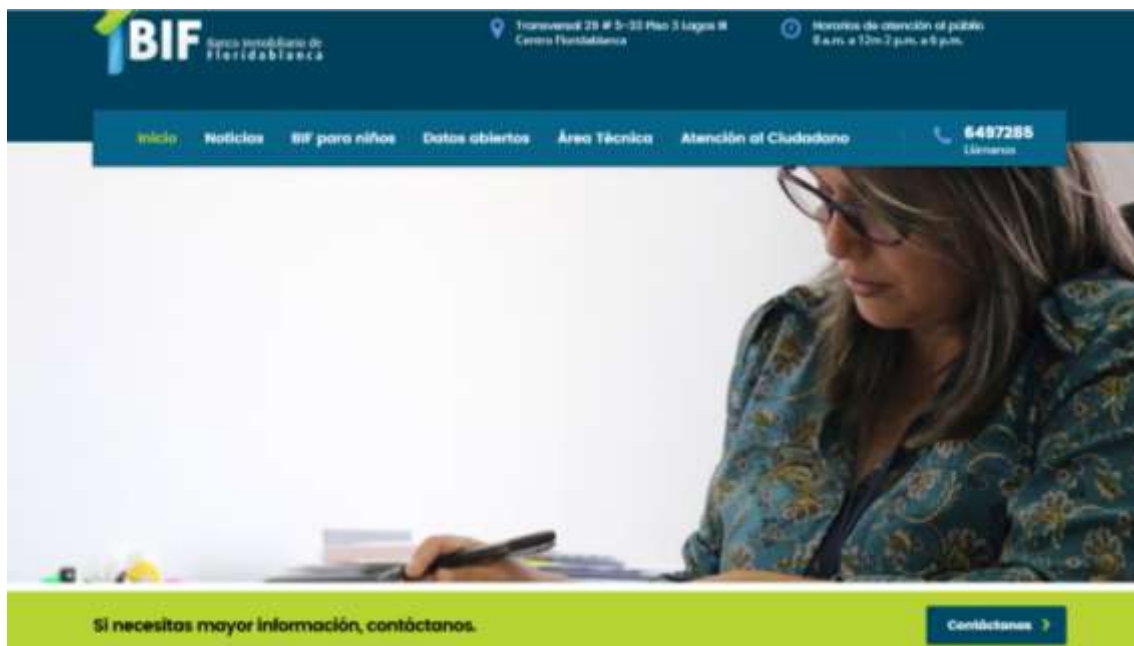 BIF
Banco Inmobiliario de
Floridablanca
Transversal 29 # 5-33 Piso 3 Lagos III
Centro Floridablanca
Horarios de atención al públio
8 a.m. a 12m 2 p.m. a 6 p.m.
Inicio
Noticias
BIF para niños
Datos abiertos
Área Técnica
Atención al Ciudadano
6497285
Llámanos
Si necesitas mayor información, contáctanos.
Contáctanos